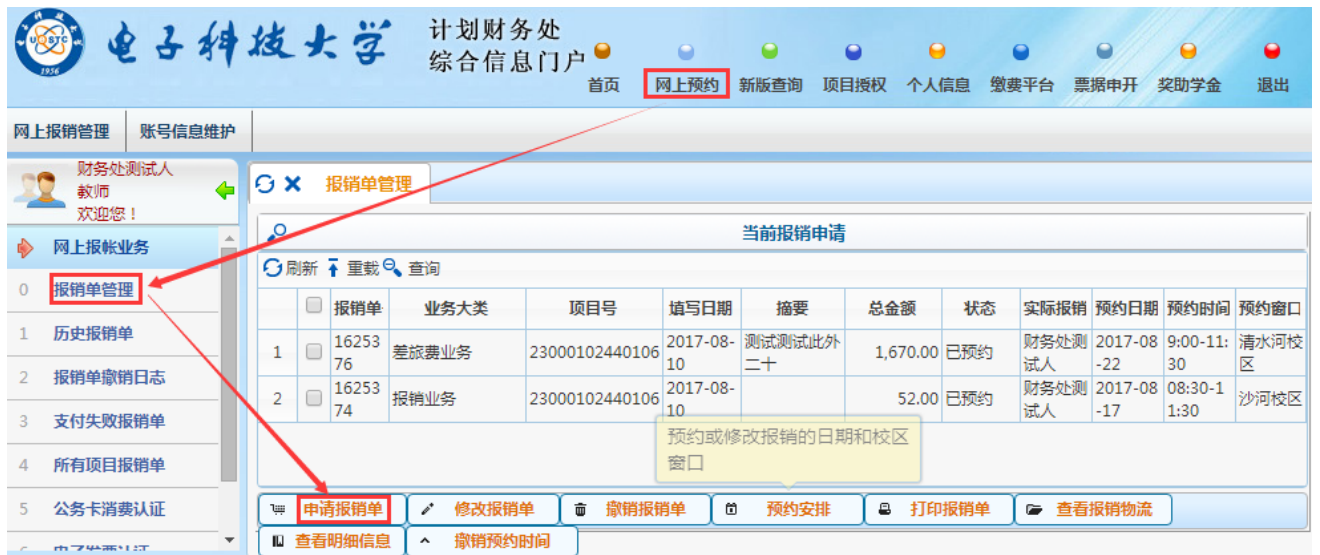 电子科技大学
计划财务处
综合信息门户
UESTC
1956
首页 网上预约 新版查询 项目授权 个人信息 缴费平台 票据申开 奖助学金 退出
网上报销管理 账号信息维护
财务处测试人
教师
欢迎您！
报销单管理
网上报帐业务
0 报销单管理
1 历史报销单
2 报销单撤销日志
3 支付失败报销单
4 所有项目报销单
5 公务卡消费认证
当前报销申请
刷新 重载 查询
报销单 业务大类 项目号 填写日期 摘要 总金额 状态 实际报销 预约日期 预约时间 预约窗口
1 1625376 差旅费业务 23000102440106 2017-08-10 测试测试此外二十 1,670.00 已预约 财务处测试人 2017-08-22 9:00-11:30 清水河校区
2 1625374 报销业务 23000102440106 2017-08-10 52.00 已预约 财务处测试人 2017-08-17 08:30-11:30 沙河校区
预约或修改报销的日期和校区
窗口
申请报销单 修改报销单 撤销报销单 预约安排 打印报销单 查看报销物流
查看明细信息 撤销预约时间